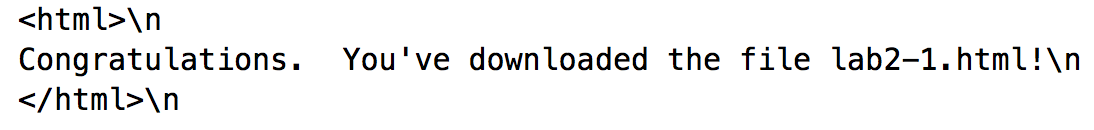 <html>\n
Congratulations.  You've downloaded the file lab2-1.html!\n
</html>\n